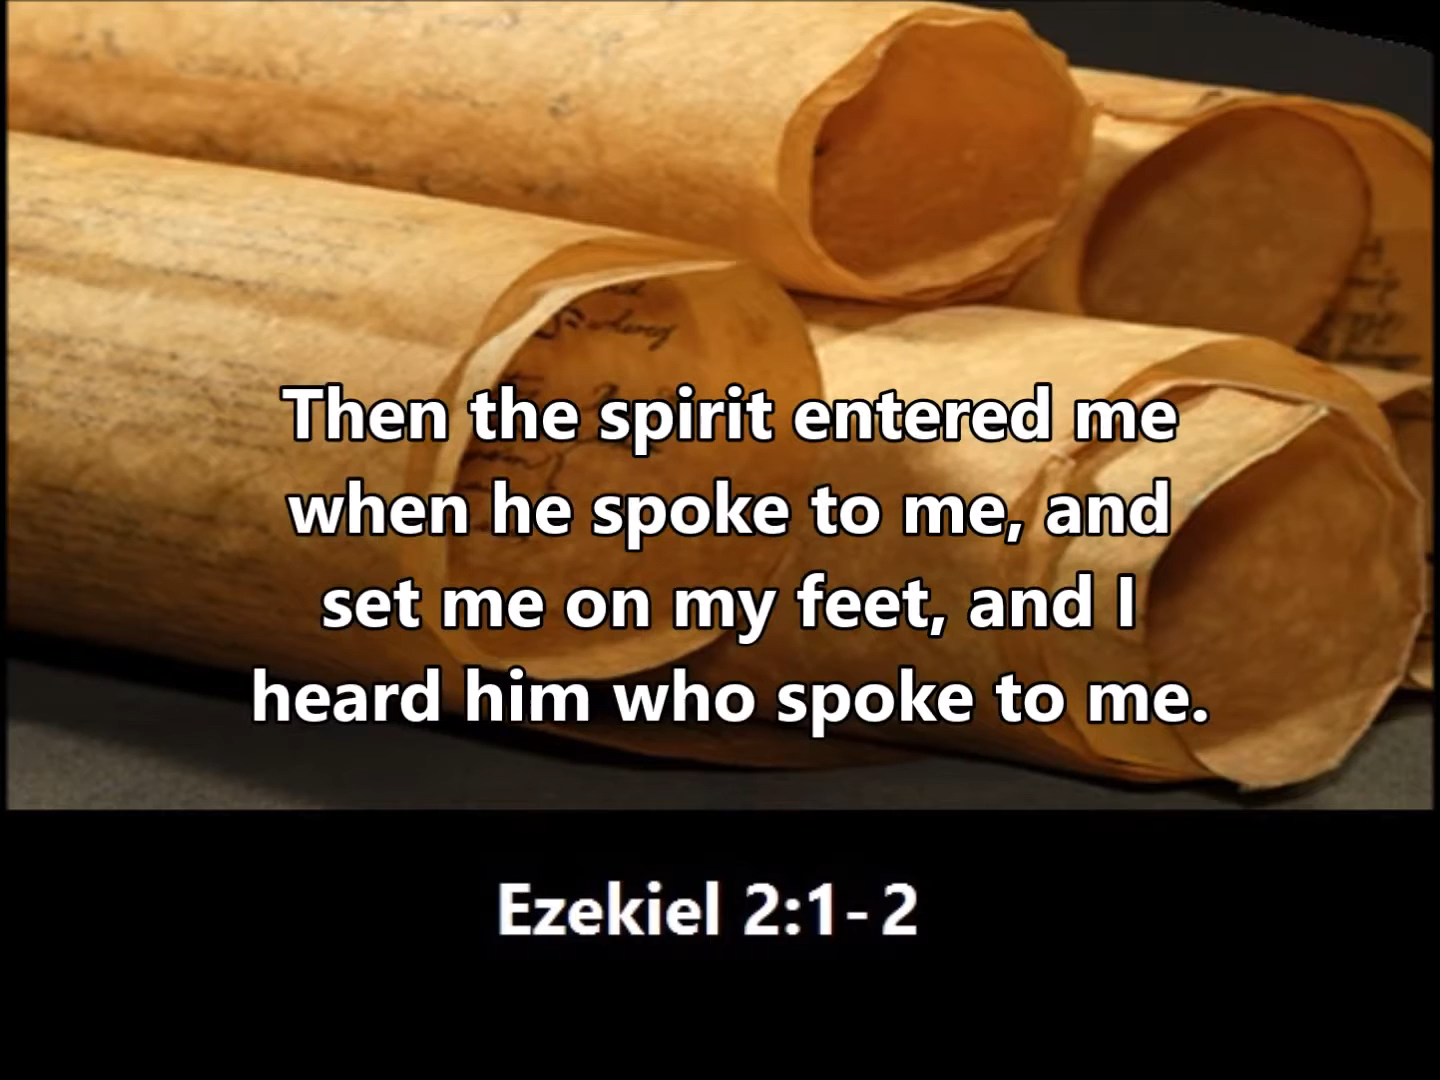 Then the spirit entered me
when he spoke to me, and
set me on my feet, and I
heard him who spoke to me.
Ezekiel 2:1-2